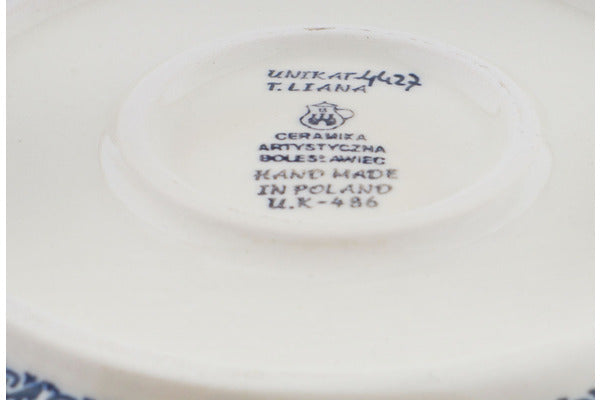 UNIKAT 4427
T. LIANA
CERAMIKA
ARTYSTYCZNA
BOLESŁAWIEC
HAND MADE
IN POLAND
U.K-486